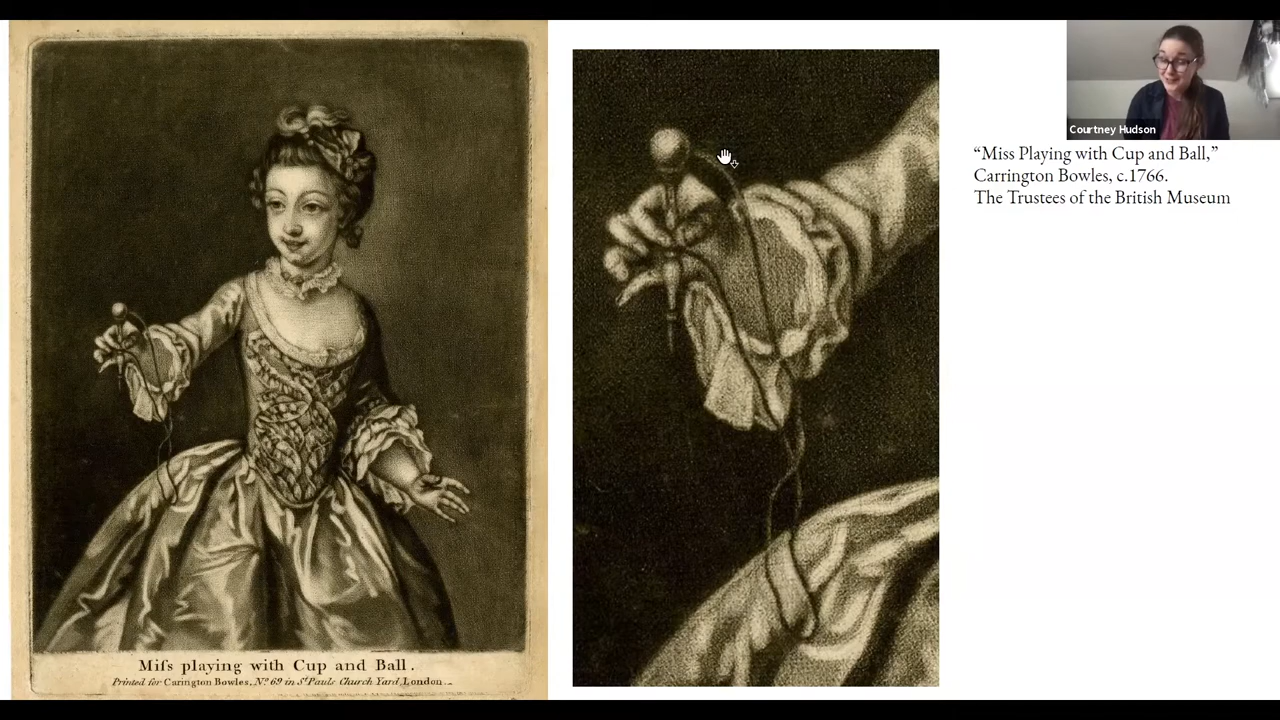 Miſs playing with Cup and Ball.
Printed for Carington Bowles, Nº 69 in St Pauls Church Yard, London.
Courtney Hudson
“Miss Playing with Cup and Ball,”
Carrington Bowles, c.1766.
The Trustees of the British Museum